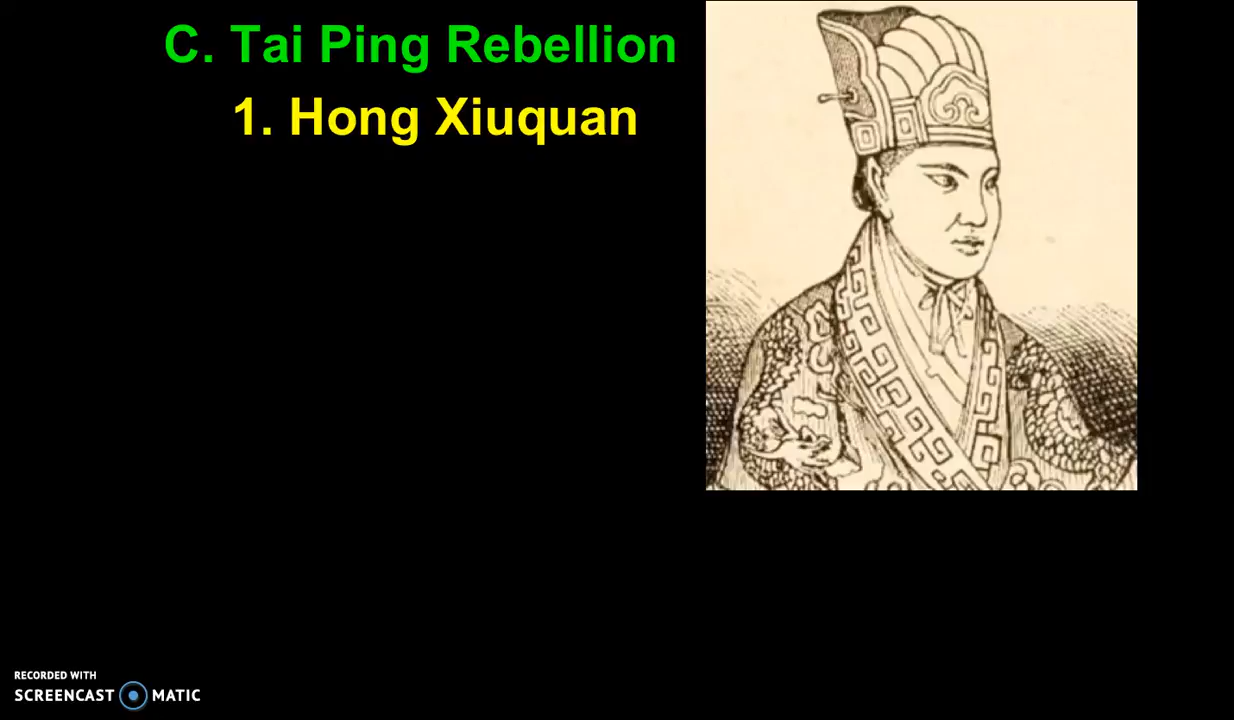 C. Tai Ping Rebellion
1. Hong Xiuquan
RECORDED WITH
SCREENCAST MATIC